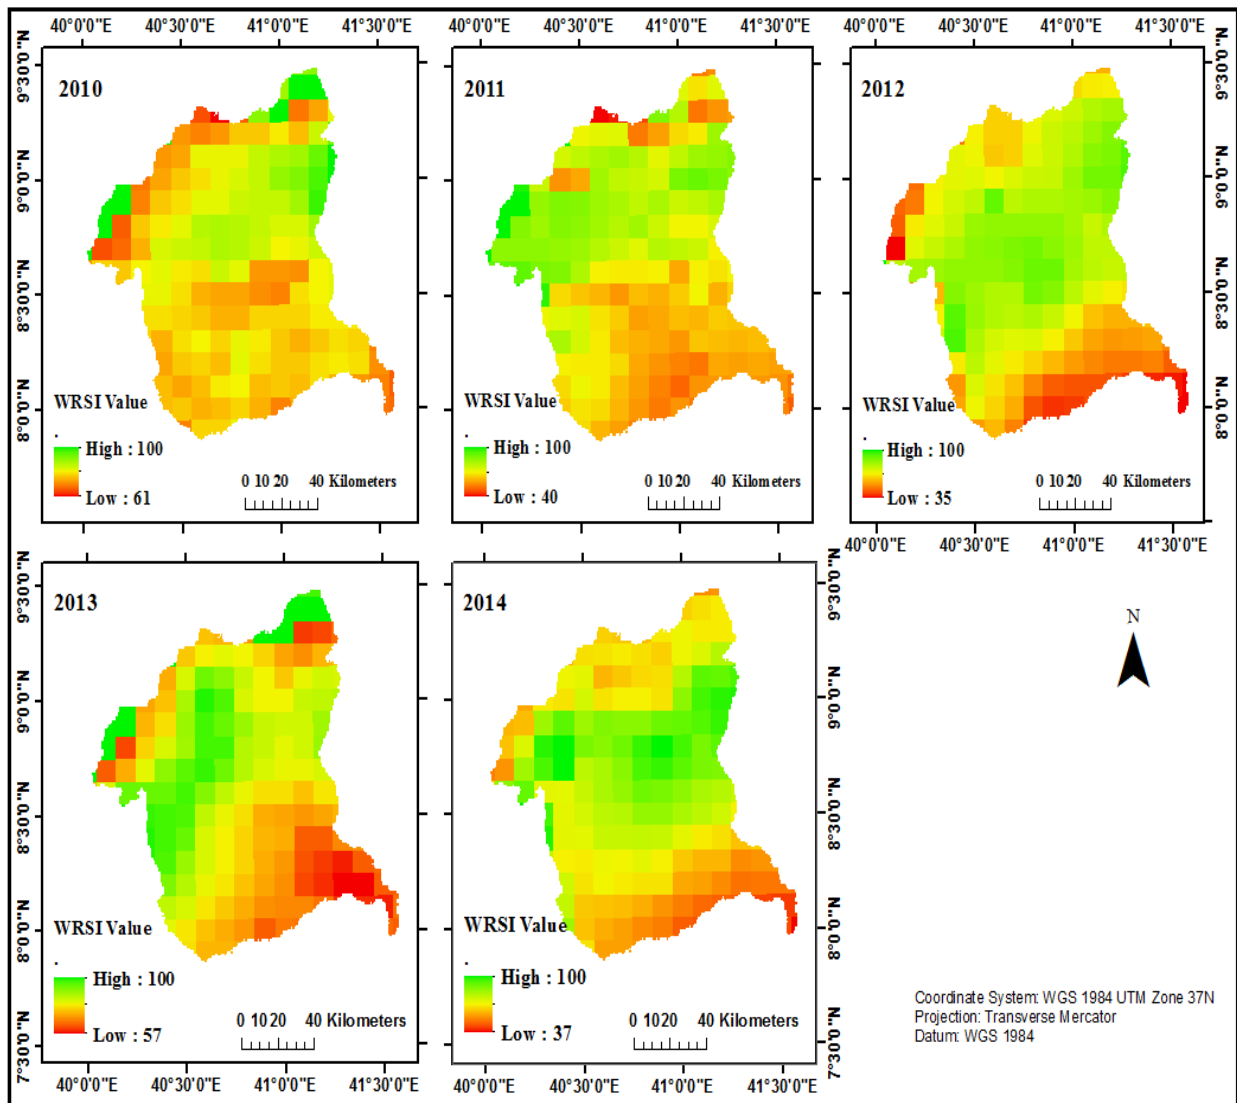 40°0'0"E 40°30'0"E 41°0'0"E 41°30'0"E
40°0'0"E 40°30'0"E 41°0'0"E 41°30'0"E
40°0'0"E 40°30'0"E 41°0'0"E 41°30'0"E
9°30'0"N
9°0'0"N
8°30'0"N
8°0'0"N
2010
WRSI Value
High : 100
Low : 61
0 10 20 40 Kilometers
2011
WRSI Value
High : 100
Low : 40
0 10 20 40 Kilometers
2012
WRSI Value
High : 100
Low : 35
0 10 20 40 Kilometers
9°30'0"N
9°0'0"N
8°30'0"N
8°0'0"N
40°0'0"E 40°30'0"E 41°0'0"E 41°30'0"E
9°30'0"N
9°0'0"N
8°30'0"N
8°0'0"N
7°30'0"N
2013
WRSI Value
High : 100
Low : 57
0 10 20 40 Kilometers
2014
WRSI Value
High : 100
Low : 37
0 10 20 40 Kilometers
9°30'0"N
9°0'0"N
8°30'0"N
8°0'0"N
7°30'0"N
N
Coordinate System: WGS 1984 UTM Zone 37N
Projection: Transverse Mercator
Datum: WGS 1984
40°0'0"E 40°30'0"E 41°0'0"E 41°30'0"E
40°0'0"E 40°30'0"E 41°0'0"E 41°30'0"E